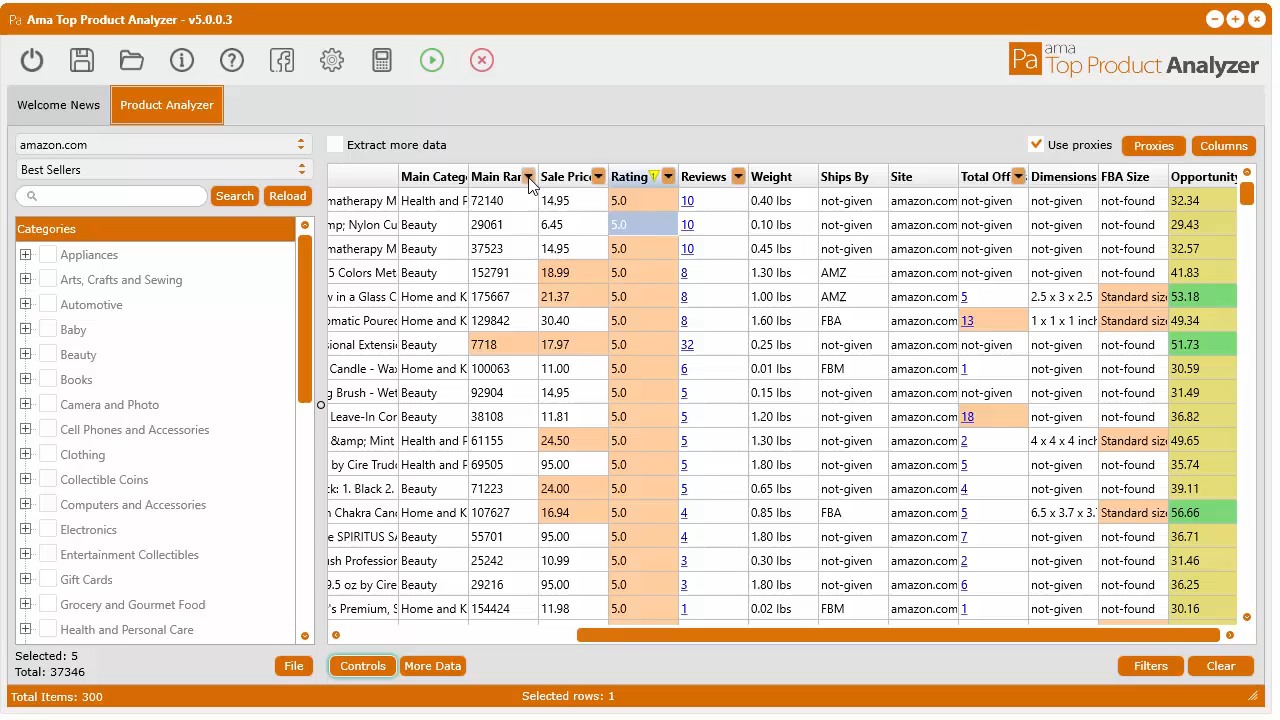 Pa Ama Top Product Analyzer - v5.0.0.3
Pa ama Top Product Analyzer
Welcome News Product Analyzer
amazon.com Extract more data Use proxies Proxies Columns
Best Sellers
Search Reload
Main Categ Main Ran Sale Pric Rating Reviews Weight Ships By Site Total Off Dimensions FBA Size Opportunit
matherapy M Health and P 72140 14.95 5.0 10 0.40 lbs not-given amazon.com not-given not-given not-found 32.34
mp; Nylon Cu Beauty 29061 6.45 5.0 10 0.10 lbs not-given amazon.com not-given not-given not-found 29.43
matherapy M Beauty 37523 14.95 5.0 10 0.45 lbs not-given amazon.com not-given not-given not-found 32.57
5 Colors Met Beauty 152791 18.99 5.0 8 1.30 lbs AMZ amazon.com not-given not-given not-found 41.83
w in a Glass C Home and K 175667 21.37 5.0 8 1.00 lbs AMZ amazon.com 5 2.5 x 3 x 2.5 Standard size 53.18
omatic Poured Home and K 129842 30.40 5.0 8 1.60 lbs FBA amazon.com 13 1 x 1 x 1 inch Standard size 49.34
sional Extensi Beauty 7718 17.97 5.0 32 0.25 lbs not-given amazon.com not-given not-given not-found 51.73
Candle - Wax Home and K 100063 11.00 5.0 6 0.01 lbs FBM amazon.com 1 not-given not-found 30.59
g Brush - Wet Beauty 92904 14.95 5.0 5 0.15 lbs not-given amazon.com not-given not-given not-found 31.49
Leave-In Cor Beauty 38108 11.81 5.0 5 1.20 lbs not-given amazon.com 18 not-given not-found 36.82
&amp; Mint Health and P 61155 24.50 5.0 5 1.30 lbs not-given amazon.com 2 4 x 4 x 4 inch Standard size 49.65
by Cire Trud Health and P 69505 95.00 5.0 5 1.80 lbs not-given amazon.com 5 not-given not-found 35.74
ck: 1. Black 2. Beauty 71223 24.00 5.0 5 0.65 lbs not-given amazon.com 4 not-given not-found 39.11
n Chakra Canc Home and K 107627 16.94 5.0 4 0.85 lbs FBA amazon.com 5 6.5 x 3.7 x 3. Standard size 56.66
e SPIRITUS SA Beauty 55701 95.00 5.0 4 1.80 lbs not-given amazon.com 7 not-given not-found 36.71
sh Profession Beauty 25242 10.99 5.0 3 0.30 lbs not-given amazon.com 2 not-given not-found 31.46
9.5 oz by Cire Beauty 29216 95.00 5.0 3 1.80 lbs not-given amazon.com 6 not-given not-found 36.25
's Premium, S Home and K 154424 11.98 5.0 1 0.02 lbs FBM amazon.com 1 not-given not-found 30.16
Categories
Appliances
Arts, Crafts and Sewing
Automotive
Baby
Beauty
Books
Camera and Photo
Cell Phones and Accessories
Clothing
Collectible Coins
Computers and Accessories
Electronics
Entertainment Collectibles
Gift Cards
Grocery and Gourmet Food
Health and Personal Care
Selected: 5
Total: 37346
File Controls More Data Filters Clear
Total Items: 300 Selected rows: 1